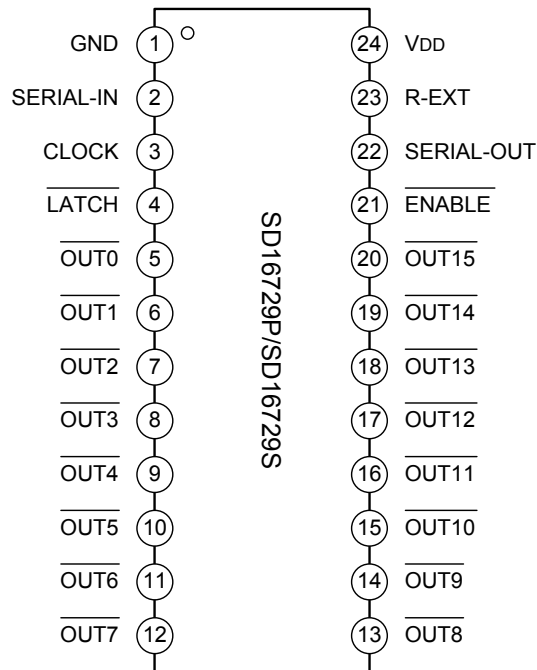 GND 1 24 VDD
SERIAL-IN 2 23 R-EXT
CLOCK 3 22 SERIAL-OUT
LATCH 4 21 ENABLE
OUT0 5 20 OUT15
OUT1 6 19 OUT14
OUT2 7 18 OUT13
OUT3 8 17 OUT12
OUT4 9 16 OUT11
OUT5 10 15 OUT10
OUT6 11 14 OUT9
OUT7 12 13 OUT8
SD16729P/SD16729S